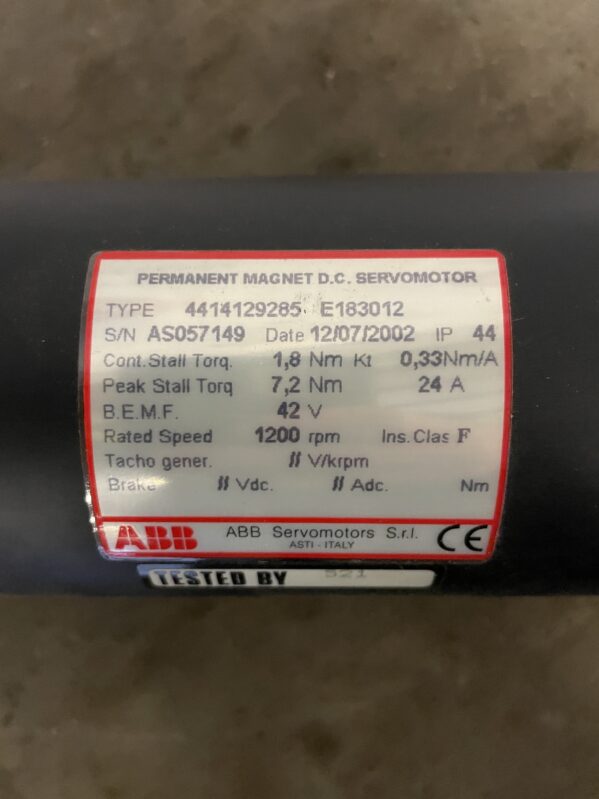 PERMANENT MAGNET D.C. SERVOMOTOR
TYPE 4414129285 E183012
S/N AS057149 Date 12/07/2002 IP 44
Cont.Stall Torq. 1,8 Nm Kt 0,33Nm/A
Peak Stall Torq 7,2 Nm 24 A
B.E.M.F. 42 V
Rated Speed 1200 rpm Ins.Clas F
Tacho gener. // V/krpm
Brake // Vdc. // Adc. Nm
ABB ABB Servomotors S.r.l. CE
ASTI - ITALY
TESTED BY 521